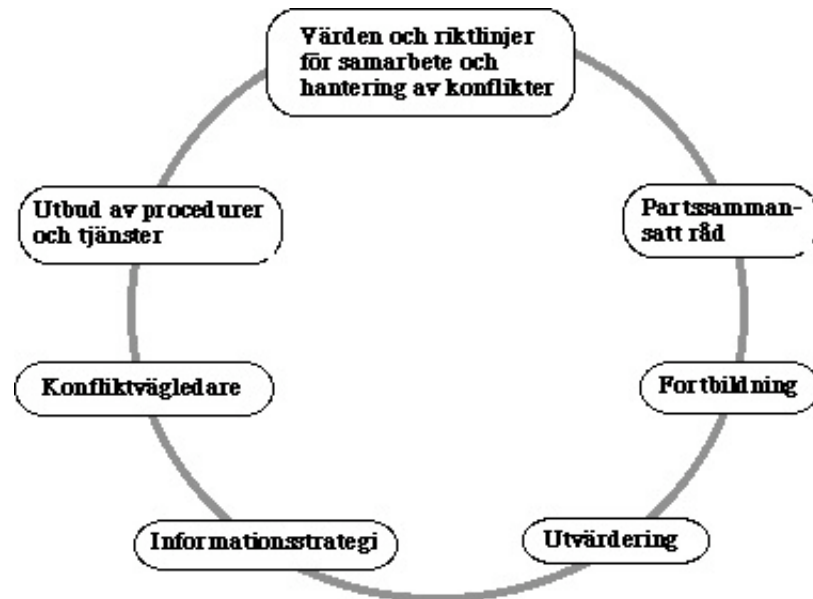 Värden och riktlinjer
för samarbete och
hantering av konflikter
Utbud av procedurer
och tjänster
Partssamman-
satt råd
Konfliktvägledare
Fortbildning
Informationsstrategi
Utvärdering